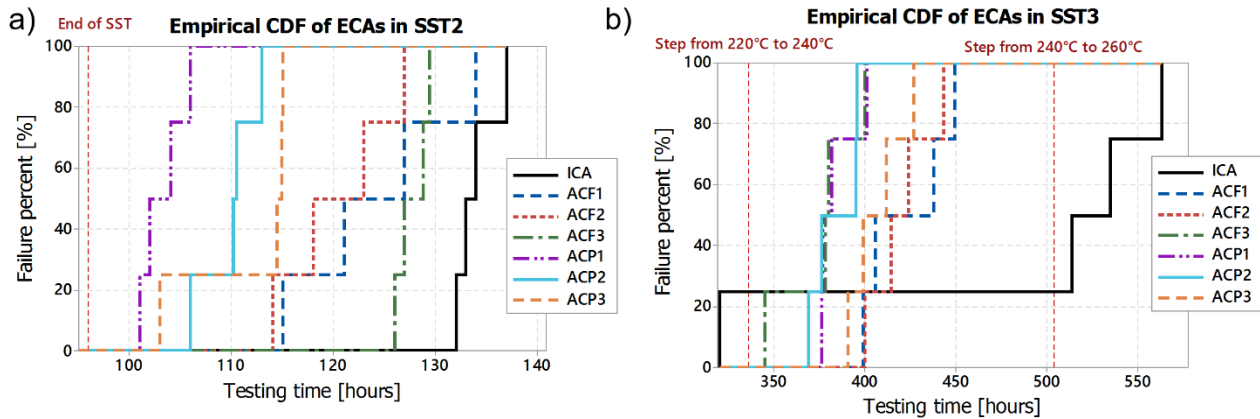 a)
End of SST
Empirical CDF of ECAs in SST2
100
80
60
40
20
0
Failure percent [%]
100
110
120
130
140
Testing time [hours]
ICA
ACF1
ACF2
ACF3
ACP1
ACP2
ACP3
b)
Empirical CDF of ECAs in SST3
Step from 220°C to 240°C
Step from 240°C to 260°C
100
80
60
40
20
0
Failure percent [%]
350
400
450
500
550
Testing time [hours]
ICA
ACF1
ACF2
ACF3
ACP1
ACP2
ACP3